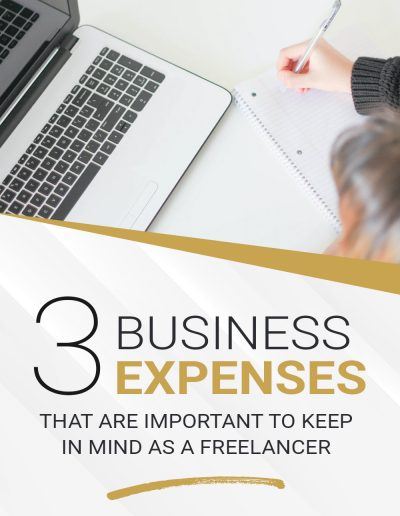 3 BUSINESS
EXPENSES
THAT ARE IMPORTANT TO KEEP
IN MIND AS A FREELANCER